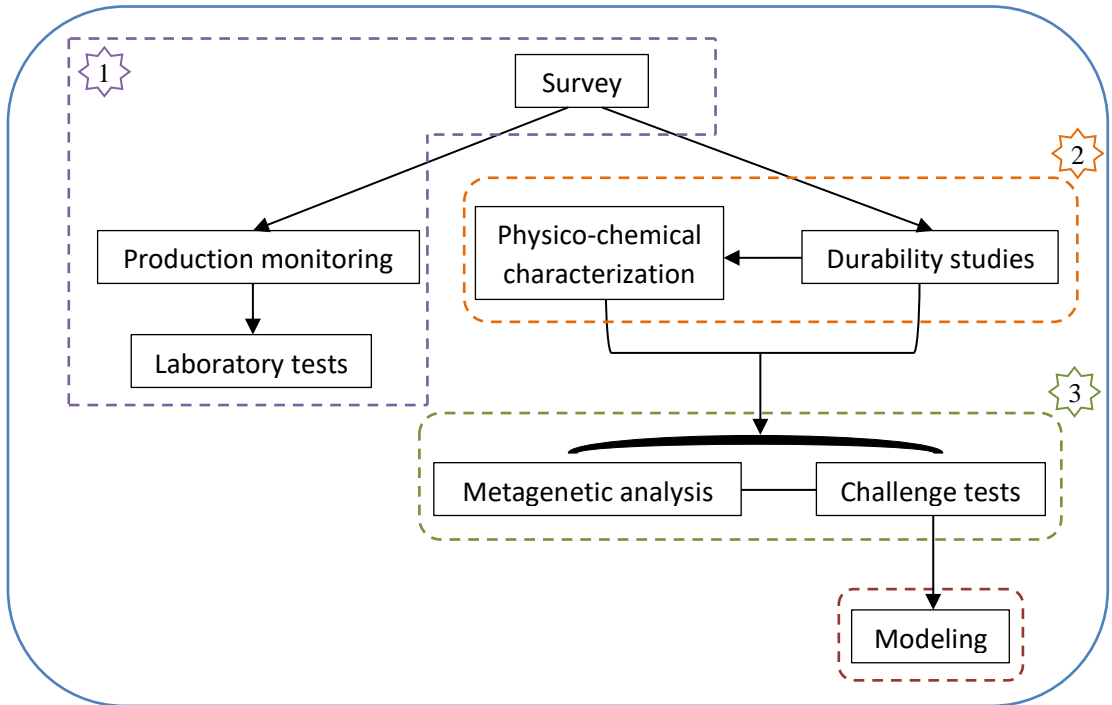 1
Survey
2
Physico-chemical
characterization
Durability studies
Production monitoring
Laboratory tests
3
Metagenetic analysis
Challenge tests
Modeling